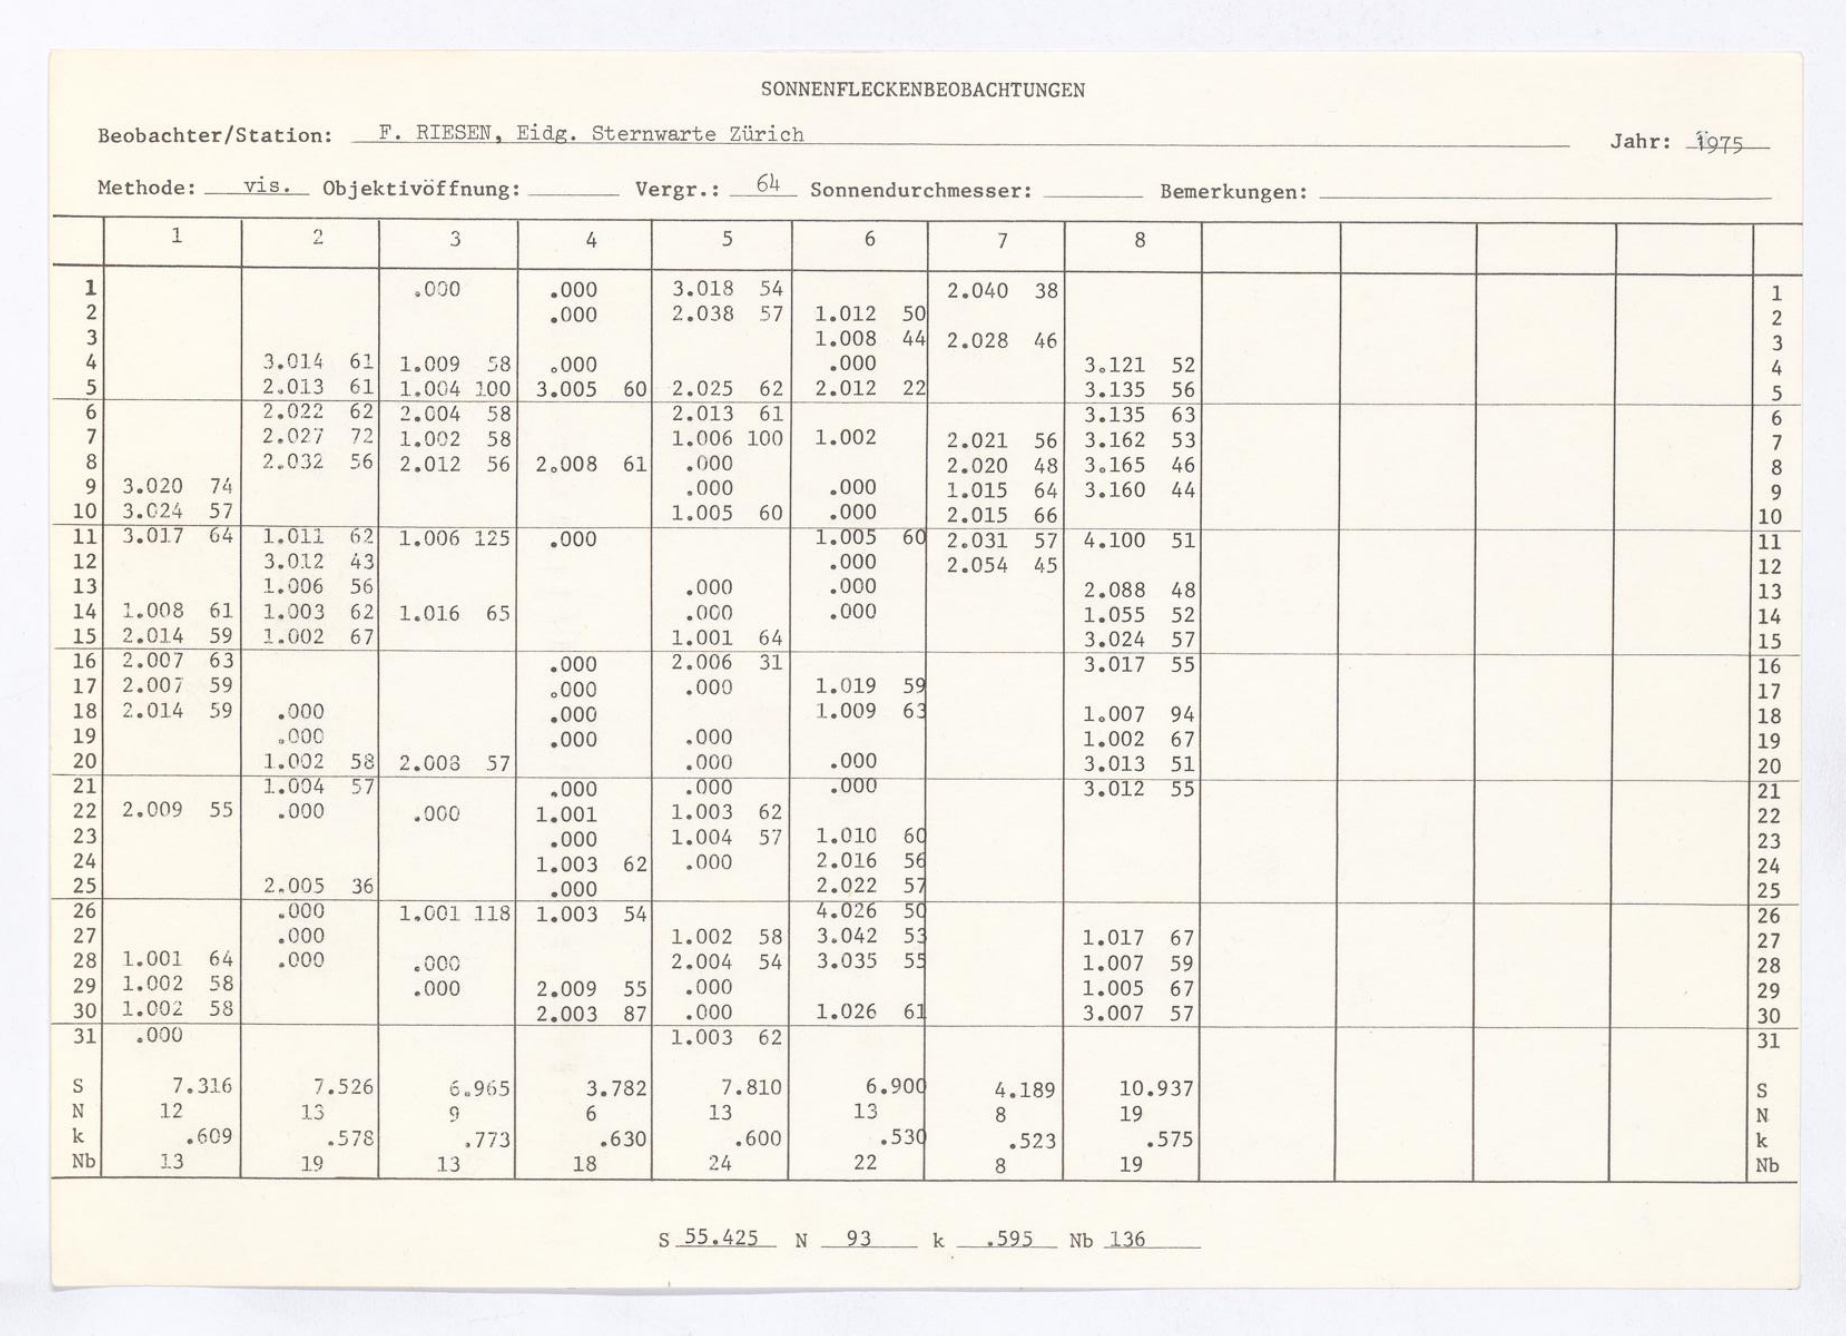 SONNENFLECKENBEOBACHTUNGEN
Beobachter/Station: F. RIESEN, Eidg. Sternwarte Zürich Jahr: 1975
Methode: vis. Objektivöffnung: Vergr.: 64 Sonnendurchmesser: Bemerkungen:
1 2 3 4 5 6 7 8
1 .000 .000 3.018 54 2.040 38 1
2 .000 2.038 57 1.012 50 2
3 1.008 44 2.028 46 3
4 3.014 61 1.009 58 .000 .000 3.121 52 4
5 2.013 61 1.004 100 3.005 60 2.025 62 2.012 22 3.135 56 5
6 2.022 62 2.004 58 2.013 61 3.135 63 6
7 2.027 72 1.002 58 1.006 100 1.002 2.021 56 3.162 53 7
8 2.032 56 2.012 56 2.008 61 .000 2.020 48 3.165 46 8
9 3.020 74 .000 .000 1.015 64 3.160 44 9
10 3.024 57 1.005 60 .000 2.015 66 10
11 3.017 64 1.011 62 1.006 125 .000 1.005 60 2.031 57 4.100 51 11
12 3.012 43 .000 2.054 45 12
13 1.006 56 .000 .000 2.088 48 13
14 1.008 61 1.003 62 1.016 65 .000 .000 1.055 52 14
15 2.014 59 1.002 67 1.001 64 3.024 57 15
16 2.007 63 .000 2.006 31 3.017 55 16
17 2.007 59 .000 .000 1.019 59 17
18 2.014 59 .000 .000 1.009 63 1.007 94 18
19 .000 .000 .000 1.002 67 19
20 1.002 58 2.008 57 .000 .000 3.013 51 20
21 1.004 57 .000 .000 .000 3.012 55 21
22 2.009 55 .000 .000 1.001 1.003 62 22
23 .000 1.004 57 1.010 60 23
24 1.003 62 .000 2.016 56 24
25 2.005 36 .000 2.022 57 25
26 .000 1.001 118 1.003 54 4.026 50 26
27 .000 1.002 58 3.042 53 1.017 67 27
28 1.001 64 .000 .000 2.004 54 3.035 55 1.007 59 28
29 1.002 58 .000 2.009 55 .000 1.005 67 29
30 1.002 58 2.003 87 .000 1.026 61 3.007 57 30
31 .000 1.003 62 31
S 7.316 7.526 6.965 3.782 7.810 6.900 4.189 10.937 S
N 12 13 9 6 13 13 8 19 N
k .609 .578 .773 .630 .600 .530 .523 .575 k
Nb 13 19 13 18 24 22 8 19 Nb
S 55.425 N 93 k .595 Nb 136